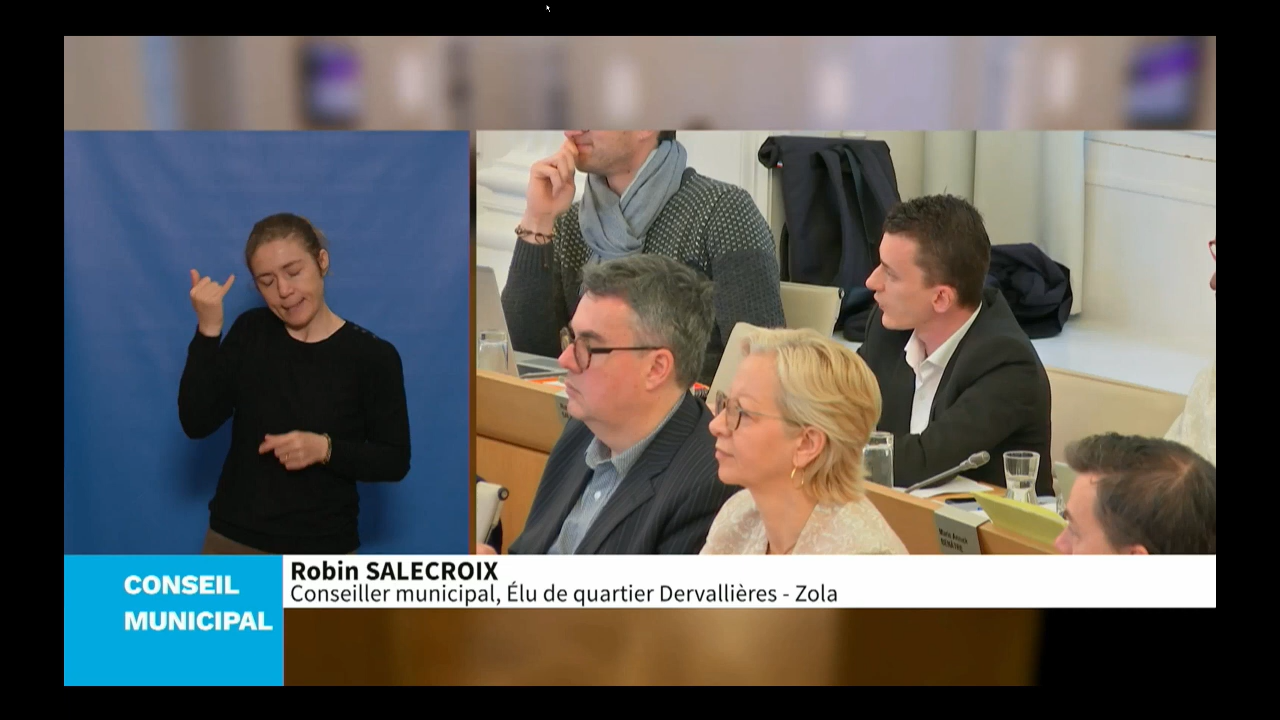 Robin SALECROIX
Conseiller municipal, Élu de quartier Dervallières - Zola
CONSEIL
MUNICIPAL